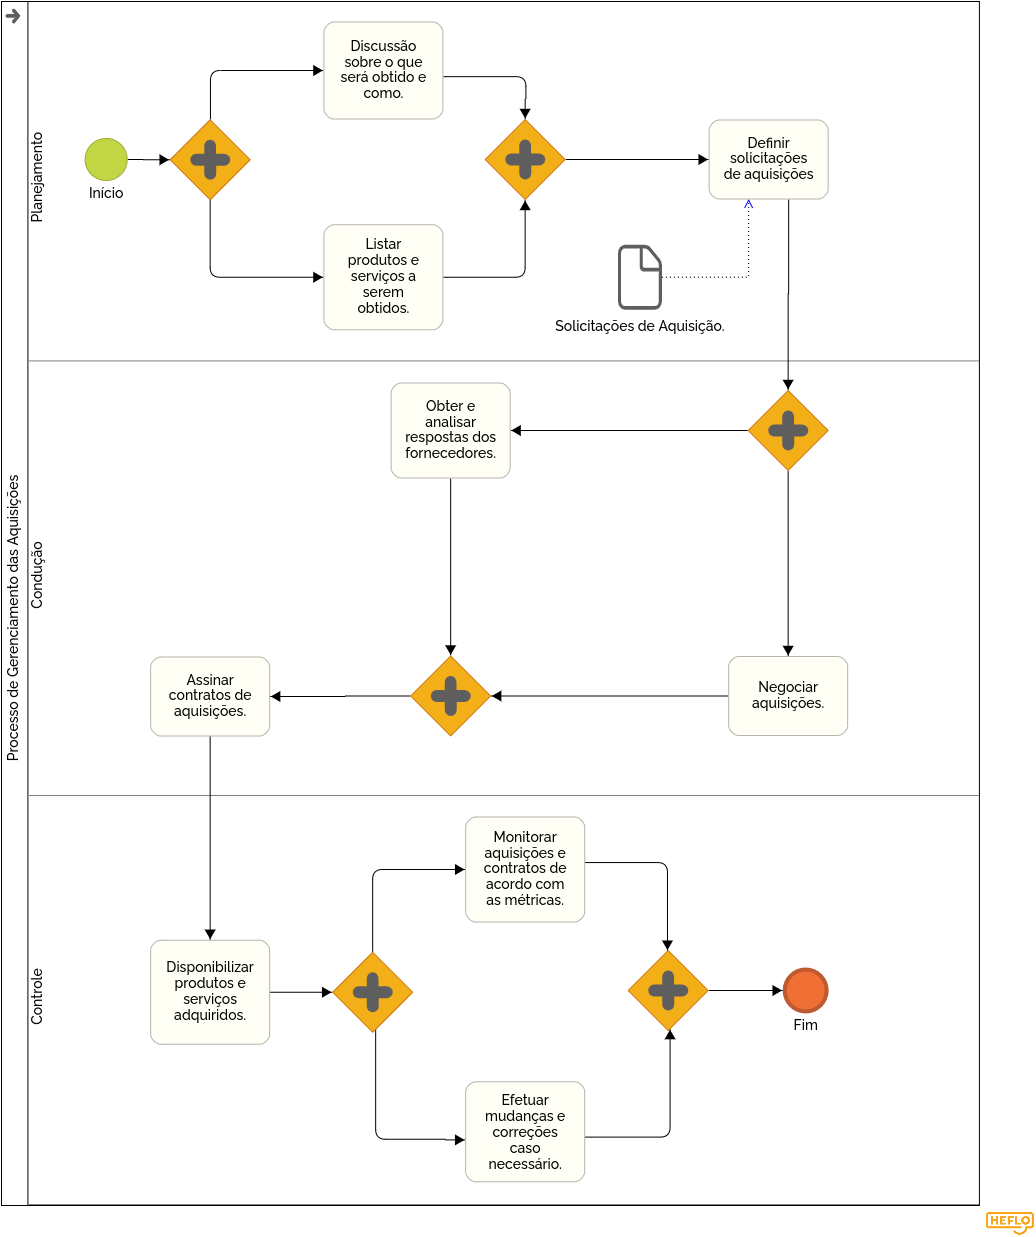 Processo de Gerenciamento das Aquisições
Planejamento
Início
Discussão
sobre o que
será obtido e
como.
Listar
produtos e
serviços a
serem
obtidos.
Definir
solicitações
de aquisições
Solicitações de Aquisição.
Condução
Obter e
analisar
respostas dos
fornecedores.
Negociar
aquisições.
Assinar
contratos de
aquisições.
Controle
Disponibilizar
produtos e
serviços
adquiridos.
Monitorar
aquisições e
contratos de
acordo com
as métricas.
Efetuar
mudanças e
correções
caso
necessário.
Fim
HEFLO